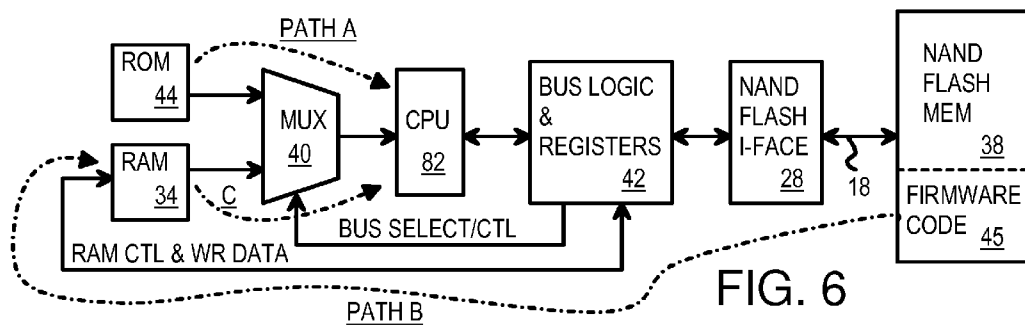 PATH A
ROM
44
RAM
34
C
MUX
40
CPU
82
BUS LOGIC
&
REGISTERS
42
NAND
FLASH
I-FACE
28
18
NAND
FLASH
MEM
38
FIRMWARE
CODE
45
BUS SELECT/CTL
RAM CTL & WR DATA
PATH B
FIG. 6